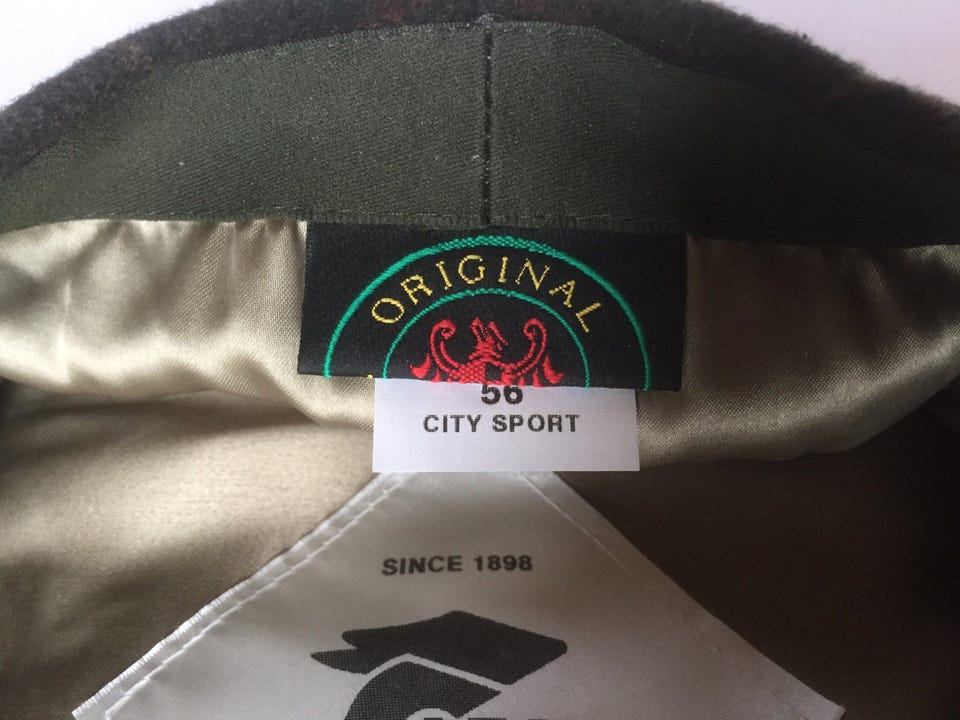 ORIGINAL
56
CITY SPORT
SINCE 1898